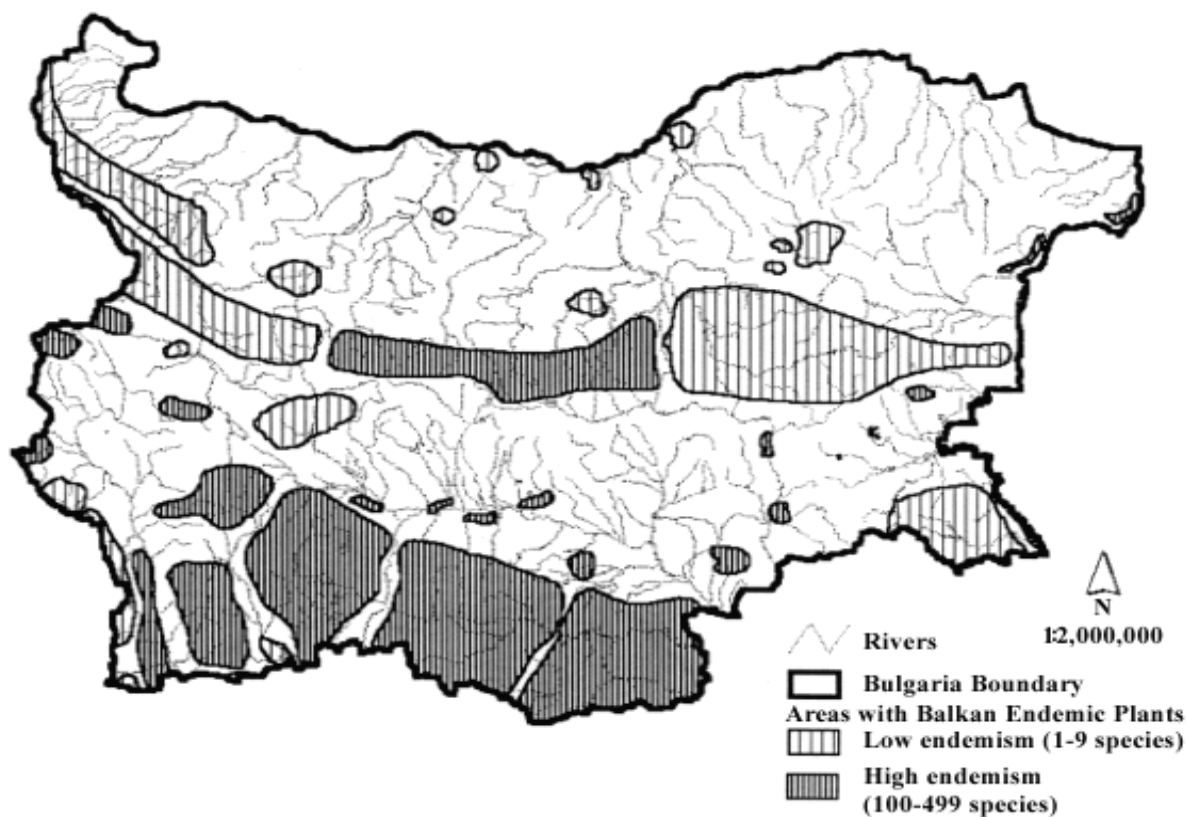 N
1:2,000,000
Rivers
Bulgaria Boundary
Areas with Balkan Endemic Plants
Low endemism (1-9 species)
High endemism
(100-499 species)